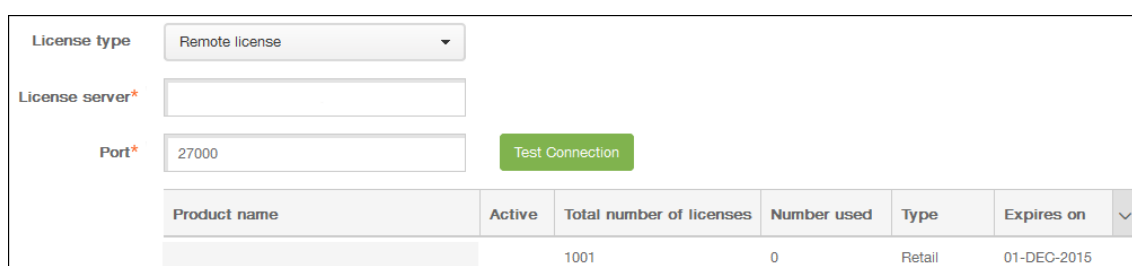 License type Remote license
License server*
Port* 27000 Test Connection
Product name Active Total number of licenses Number used Type Expires on
1001 0 Retail 01-DEC-2015